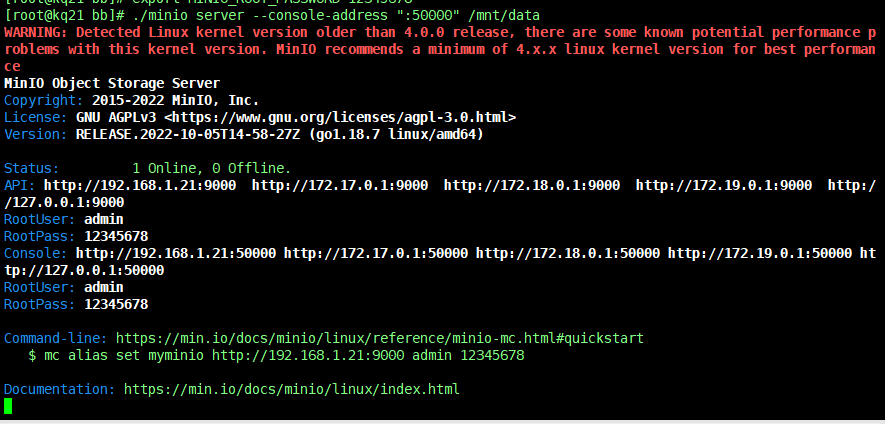 [root@kq21 bb]# export MINIO_ROOT_PASSWORD=12345678
[root@kq21 bb]# ./minio server --console-address ":50000" /mnt/data
WARNING: Detected Linux kernel version older than 4.0.0 release, there are some known potential performance p
roblems with this kernel version. MinIO recommends a minimum of 4.x.x linux kernel version for best performan
ce
MinIO Object Storage Server
Copyright: 2015-2022 MinIO, Inc.
License: GNU AGPLv3 <https://www.gnu.org/licenses/agpl-3.0.html>
Version: RELEASE.2022-10-05T14-58-27Z (go1.18.7 linux/amd64)
Status:         1 Online, 0 Offline.
API: http://192.168.1.21:9000  http://172.17.0.1:9000  http://172.18.0.1:9000  http://172.19.0.1:9000  http:/
/127.0.0.1:9000
RootUser: admin
RootPass: 12345678
Console: http://192.168.1.21:50000 http://172.17.0.1:50000 http://172.18.0.1:50000 http://172.19.0.1:50000 ht
tp://127.0.0.1:50000
RootUser: admin
RootPass: 12345678
Command-line: https://min.io/docs/minio/linux/reference/minio-mc.html#quickstart
   $ mc alias set myminio http://192.168.1.21:9000 admin 12345678
Documentation: https://min.io/docs/minio/linux/index.html